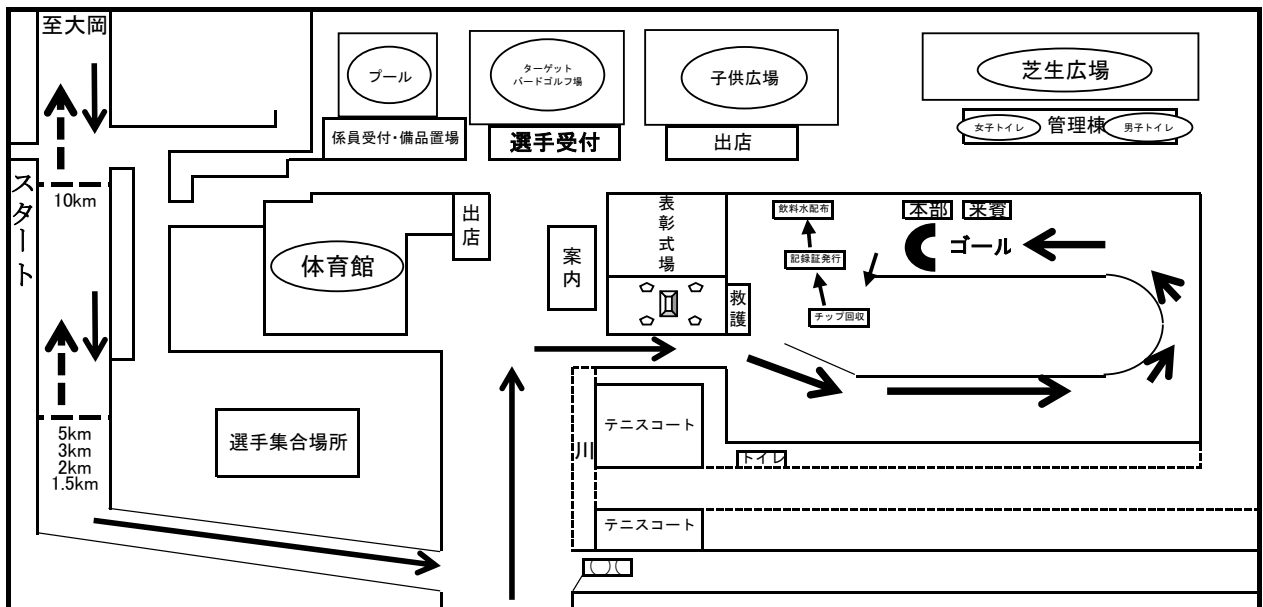 至大岡
プール
ターゲット
バードゴルフ場
子供広場
芝生広場
係員受付・備品置場
選手受付
出店
女子トイレ
管理棟
男子トイレ
スタート
10km
出店
体育館
案内
表彰式場
飲料水配布
本部
来賓
記録証発行
ゴール
救護
チップ回収
5km
3km
2km
1.5km
選手集合場所
川
テニスコート
トイレ
テニスコート